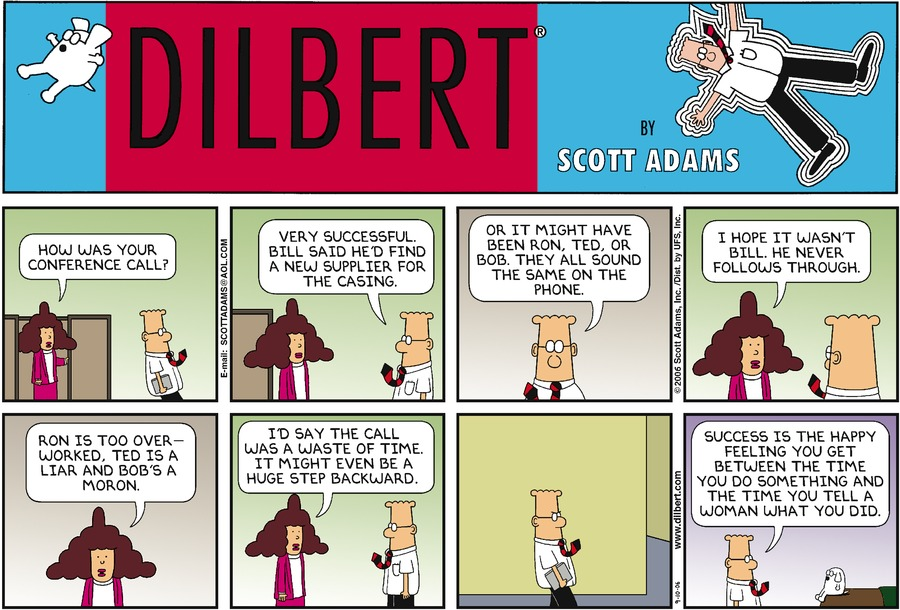 DILBERT®
BY
SCOTT ADAMS
HOW WAS YOUR
CONFERENCE CALL?
E-mail: SCOTTADAMS@AOL.COM
VERY SUCCESSFUL.
BILL SAID HE'D FIND
A NEW SUPPLIER FOR
THE CASING.
OR IT MIGHT HAVE
BEEN RON, TED, OR
BOB. THEY ALL SOUND
THE SAME ON THE
PHONE.
© 2006 Scott Adams, Inc. /Dist. by UFS, Inc.
I HOPE IT WASN'T
BILL. HE NEVER
FOLLOWS THROUGH.
RON IS TOO OVER—
WORKED, TED IS A
LIAR AND BOB'S A
MORON.
I'D SAY THE CALL
WAS A WASTE OF TIME.
IT MIGHT EVEN BE A
HUGE STEP BACKWARD.
www.dilbert.com
9-10-06
SUCCESS IS THE HAPPY
FEELING YOU GET
BETWEEN THE TIME
YOU DO SOMETHING AND
THE TIME YOU TELL A
WOMAN WHAT YOU DID.